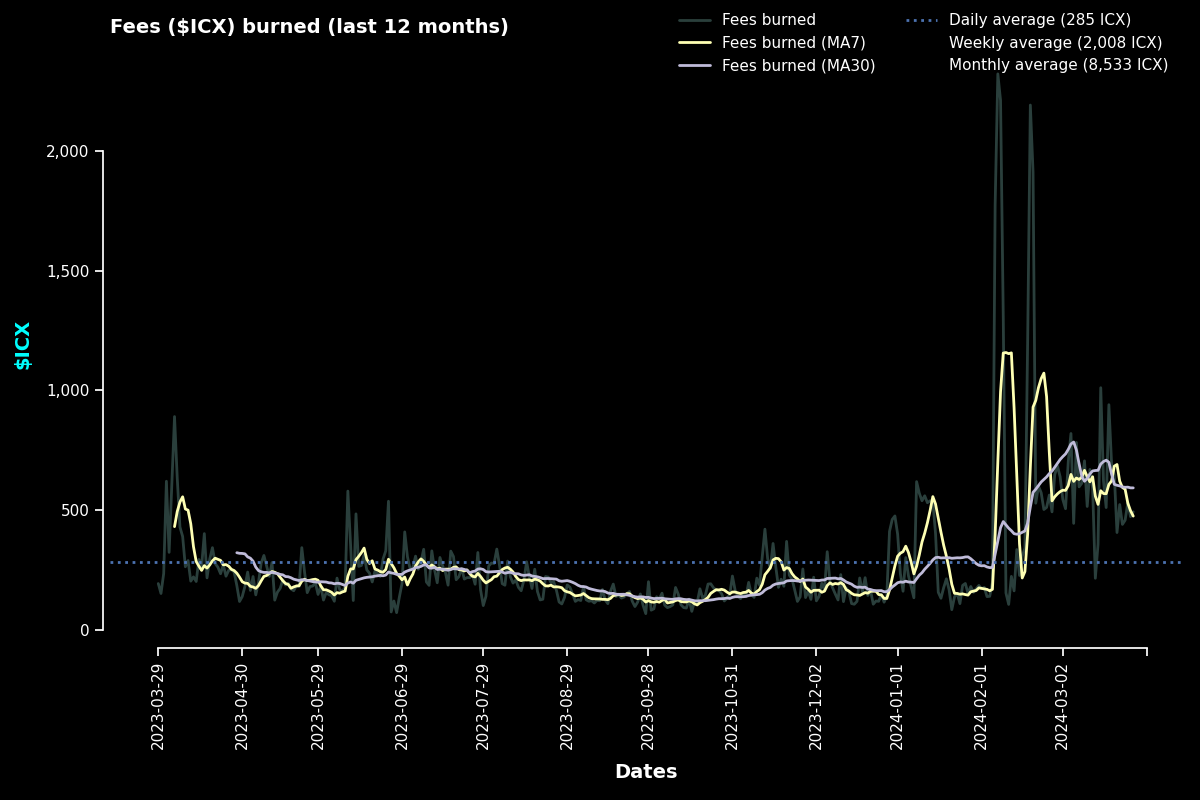 Fees ($ICX) burned (last 12 months)
Fees burned
Fees burned (MA7)
Fees burned (MA30)
Daily average (285 ICX)
Weekly average (2,008 ICX)
Monthly average (8,533 ICX)
2,000
1,500
1,000
500
0
$ICX
2023-03-29
2023-04-30
2023-05-29
2023-06-29
2023-07-29
2023-08-29
2023-09-28
2023-10-31
2023-12-02
2024-01-01
2024-02-01
2024-03-02
Dates